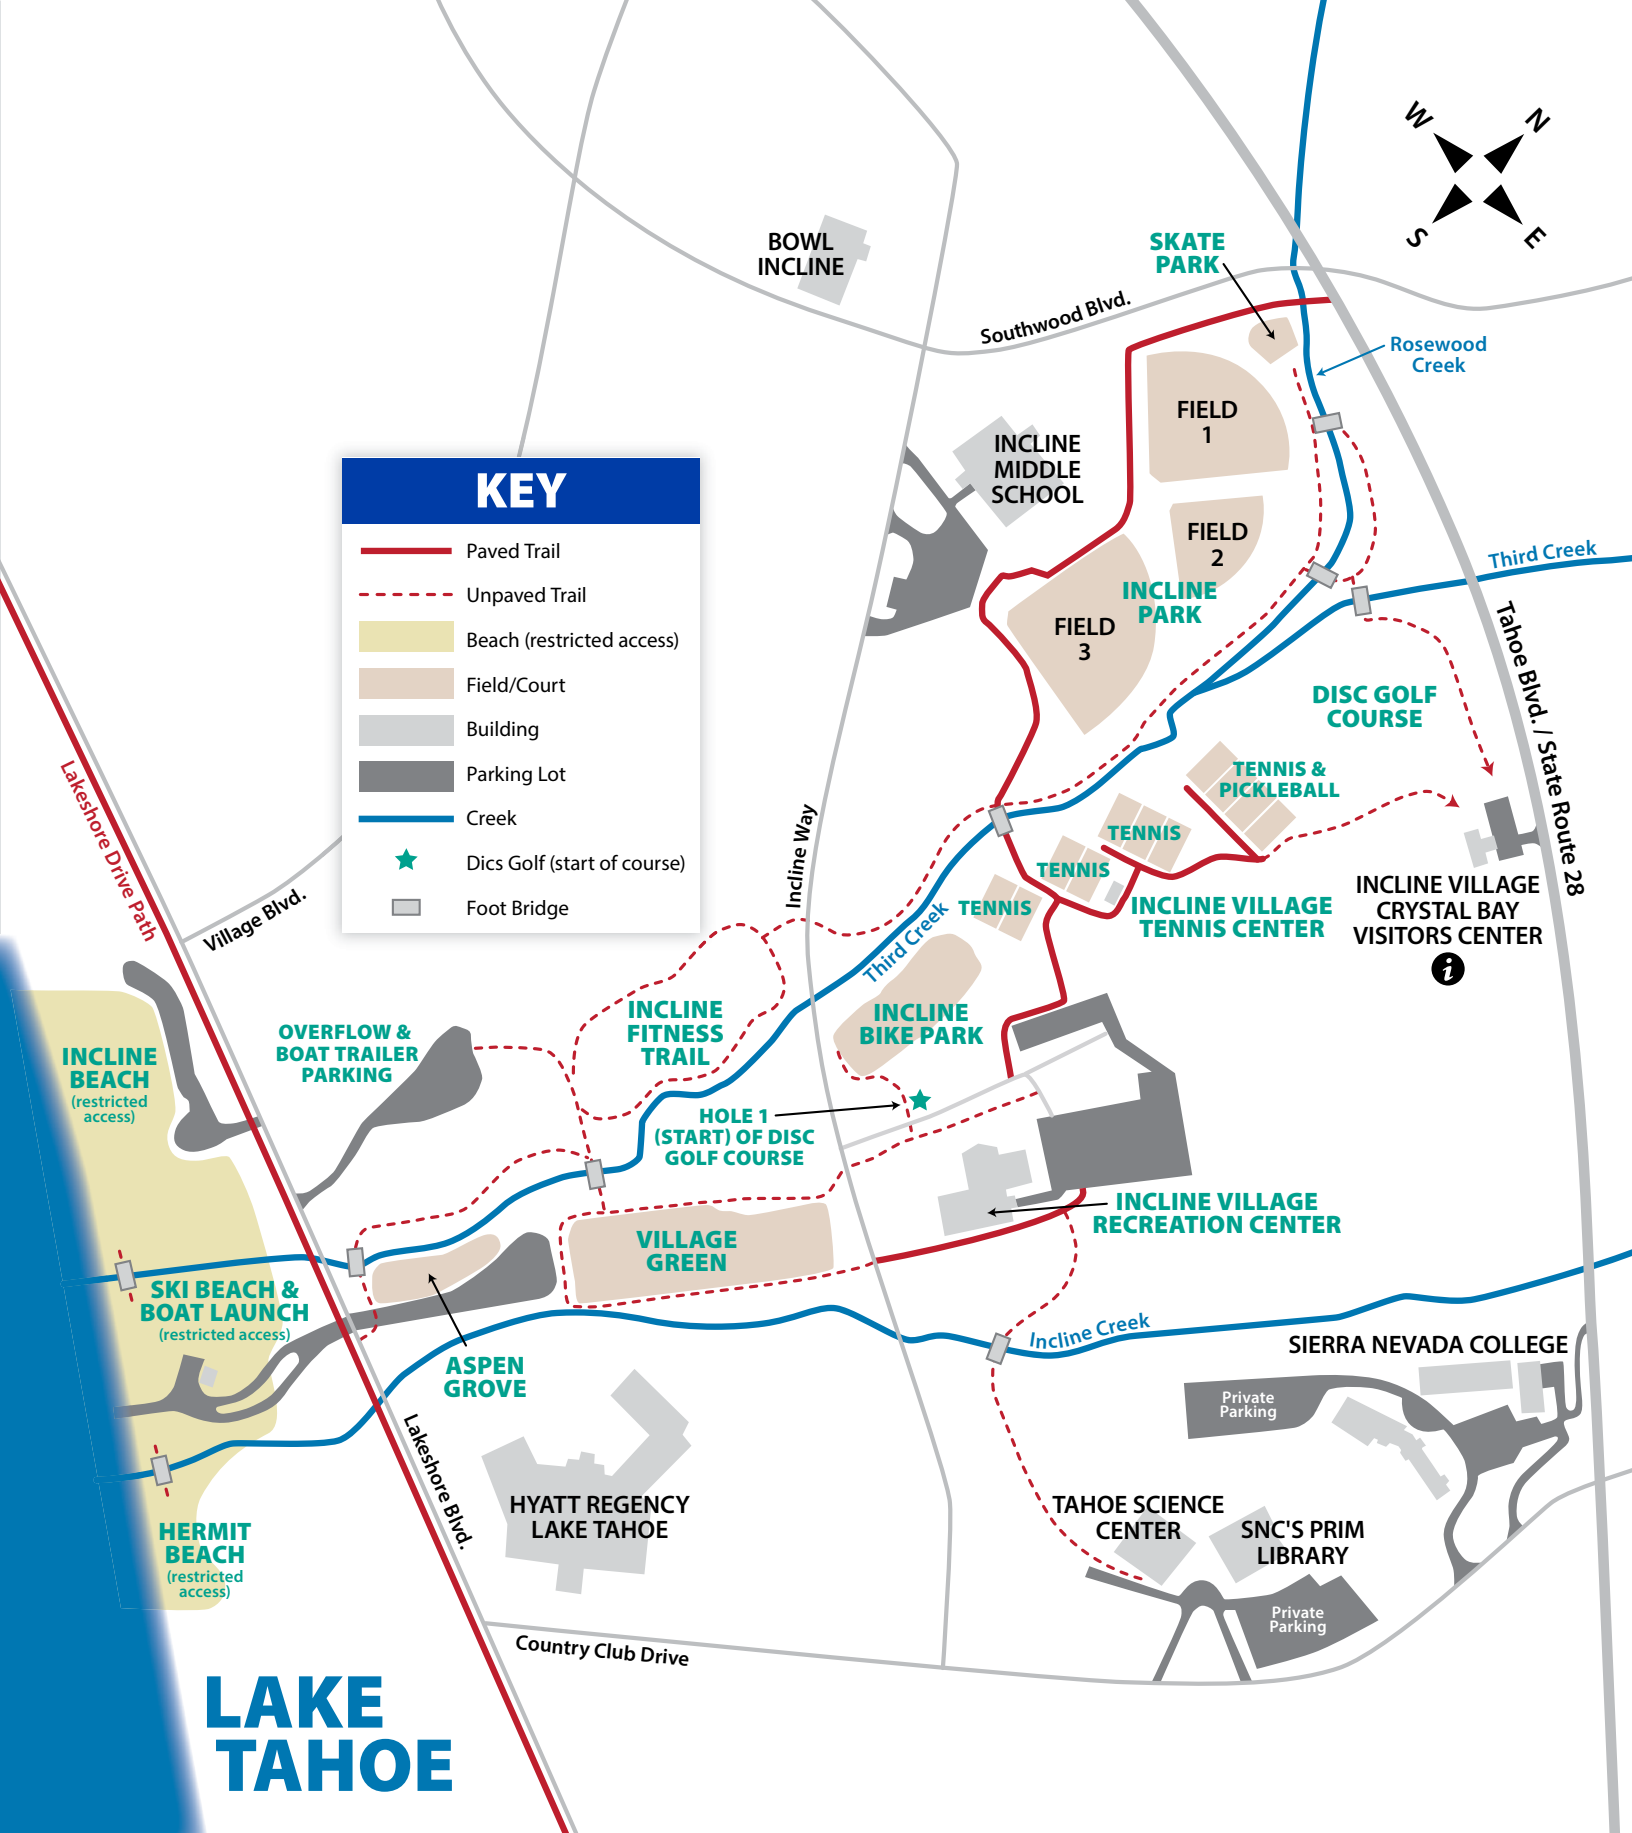 W
N
S
E
SKATE
PARK
BOWL
INCLINE
Southwood Blvd.
Rosewood
Creek
FIELD
1
INCLINE
MIDDLE
SCHOOL
FIELD
2
INCLINE
PARK
FIELD
3
Third Creek
KEY
Paved Trail
Unpaved Trail
Beach (restricted access)
Field/Court
Building
Parking Lot
Creek
Dics Golf (start of course)
Foot Bridge
Tahoe Blvd. / State Route 28
DISC GOLF
COURSE
TENNIS &
PICKLEBALL
TENNIS
TENNIS
TENNIS
Lakeshore Drive Path
Incline Way
Village Blvd.
INCLINE VILLAGE
TENNIS CENTER
INCLINE VILLAGE
CRYSTAL BAY
VISITORS CENTER
i
Third Creek
INCLINE
FITNESS
TRAIL
INCLINE
BIKE PARK
OVERFLOW &
BOAT TRAILER
PARKING
INCLINE
BEACH
(restricted
access)
HOLE 1
(START) OF DISC
GOLF COURSE
INCLINE VILLAGE
RECREATION CENTER
VILLAGE
GREEN
SKI BEACH &
BOAT LAUNCH
(restricted access)
ASPEN
GROVE
Incline Creek
SIERRA NEVADA COLLEGE
Private
Parking
Lakeshore Blvd.
HYATT REGENCY
LAKE TAHOE
TAHOE SCIENCE
CENTER
SNC'S PRIM
LIBRARY
HERMIT
BEACH
(restricted
access)
Private
Parking
Country Club Drive
LAKE
TAHOE